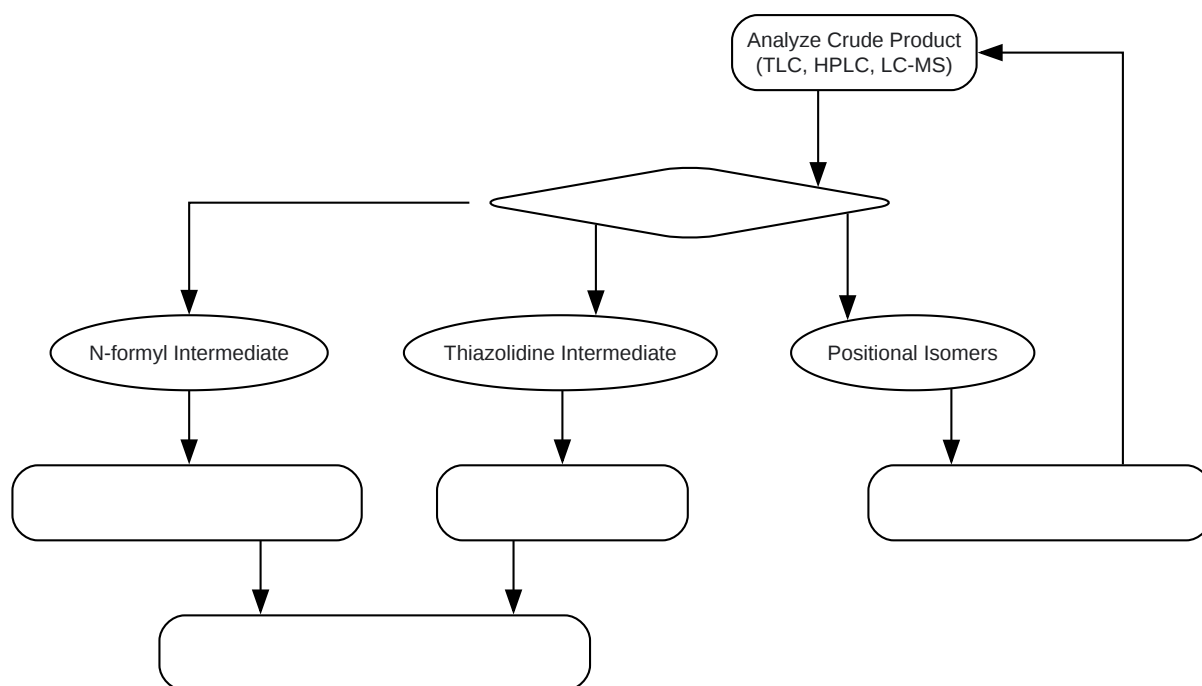 Analyze Crude Product
(TLC, HPLC, LC-MS)
N-formyl Intermediate
Thiazolidine Intermediate
Positional Isomers